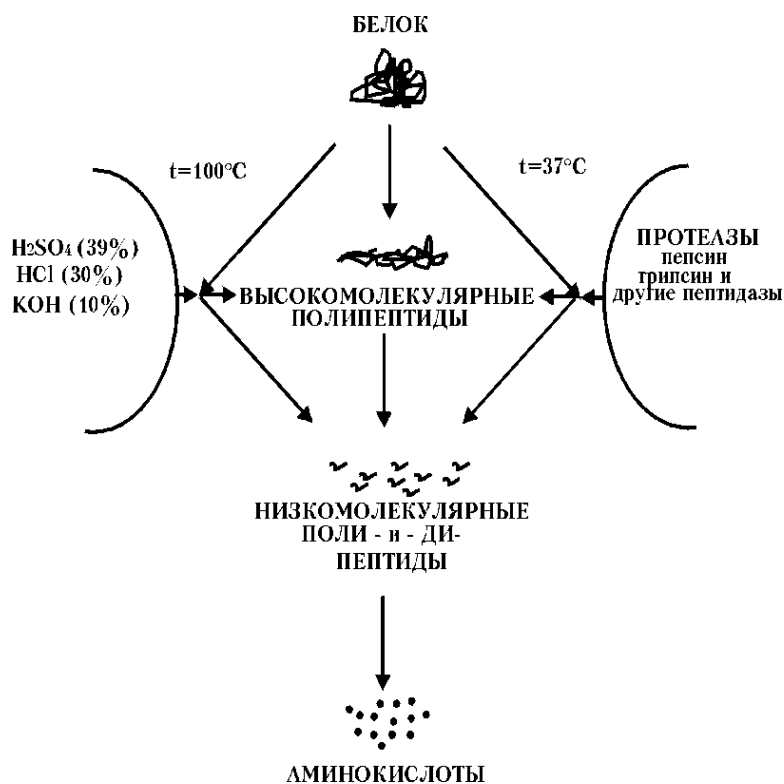 БЕЛОК
t=100°C
t=37°C
H₂SO₄ (39%)
HCl (30%)
KOH (10%)
ПРОТЕАЗЫ
пепсин
трипсин и
другие пептидазы
ВЫСОКОМОЛЕКУЛЯРНЫЕ
ПОЛИПЕПТИДЫ
НИЗКОМОЛЕКУЛЯРНЫЕ
ПОЛИ - и - ДИ-
ПЕПТИДЫ
АМИНОКИСЛОТЫ